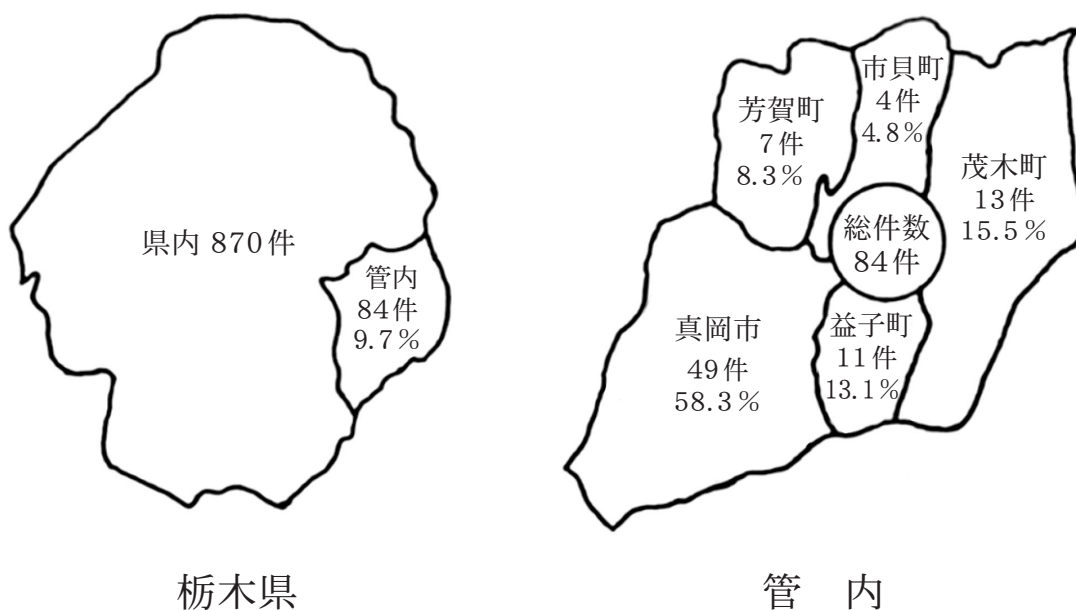 県内 870件
管内
84件
9.7%
栃木県
芳賀町
7件
8.3%
市貝町
4件
4.8%
茂木町
13件
15.5%
総件数
84件
真岡市
49件
58.3%
益子町
11件
13.1%
管 内